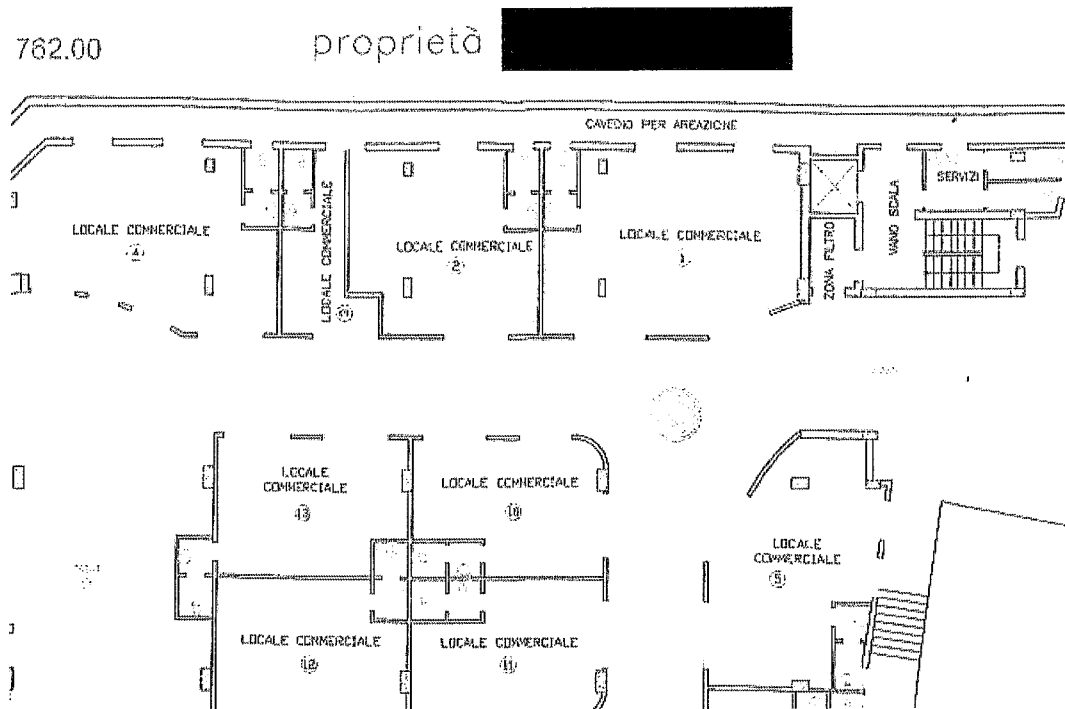 762.00
proprietà
CAVEDIO PER AREAZIONE
SERVIZI
LOCALE COMMERCIALE
4
LOCALE COMMERCIALE
LOCALE COMMERCIALE
2
LOCALE COMMERCIALE
1
ZONA FILTRO
VANO SCALA
LOCALE
COMMERCIALE
13
LOCALE COMMERCIALE
10
LOCALE
COMMERCIALE
5
LOCALE COMMERCIALE
12
LOCALE COMMERCIALE
11